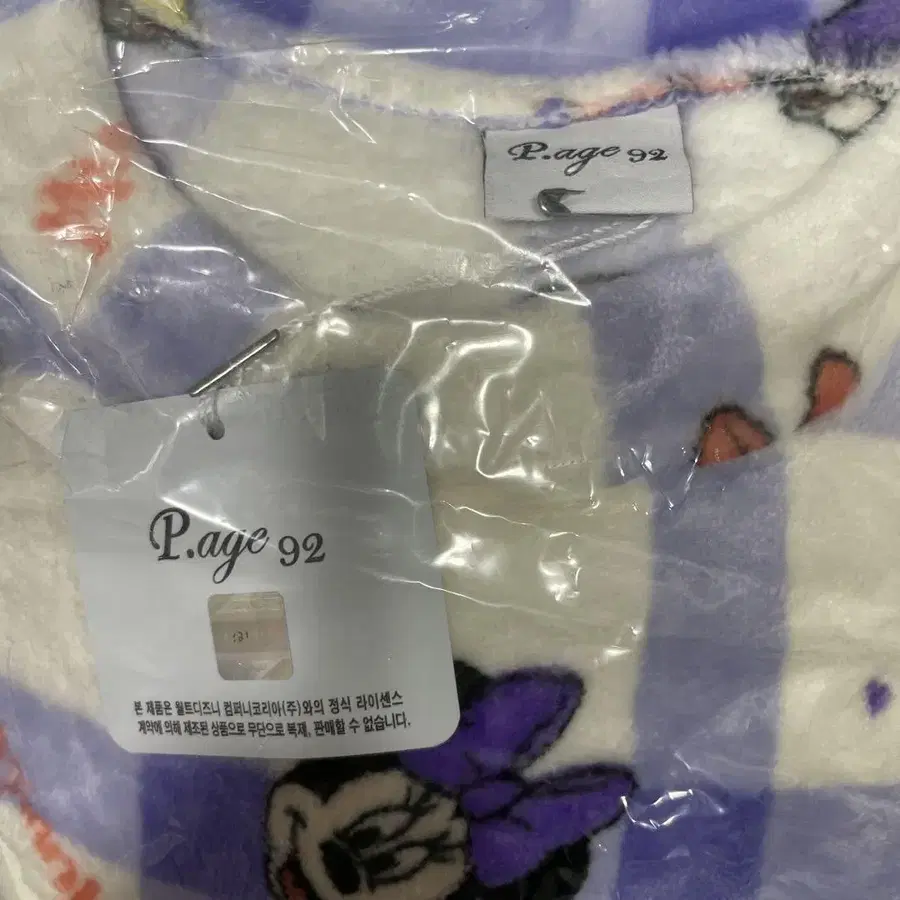 P.age 92
P.age 92
본 제품은 월트디즈니 컴퍼니코리아(주)와의 정식 라이센스
계약에 의해 제조된 상품으로 무단으로 복제, 판매할 수 없습니다.